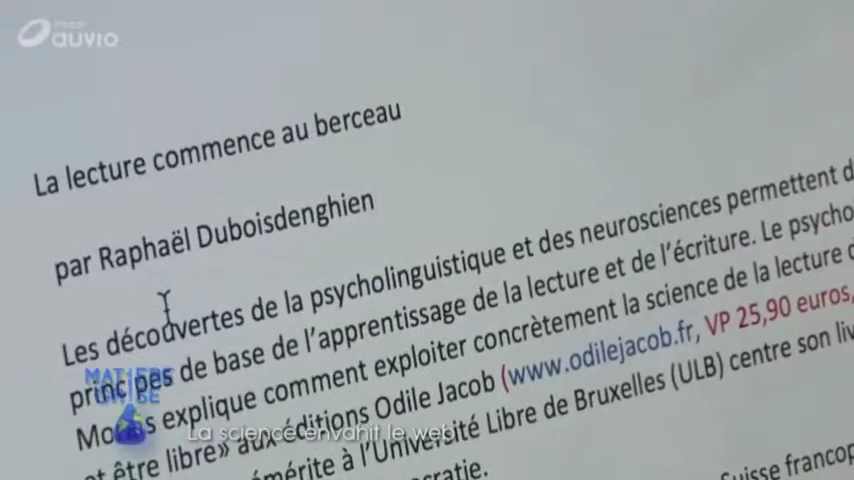 auvio
La lecture commence au berceau
par Raphaël Duboisdenghien
Les découvertes de la psycholinguistique et des neurosciences permettent d
principes de base de l'apprentissage de la lecture et de l'écriture. Le psycho
explique comment exploiter concrètement la science de la lecture d
et être libre» aux éditions Odile Jacob (www.odilejacob.fr, VP 25,90 euros,
émérite à l'Université Libre de Bruxelles (ULB) centre son liv
Suisse francop
MATIERE GRISE
La science envahit le web